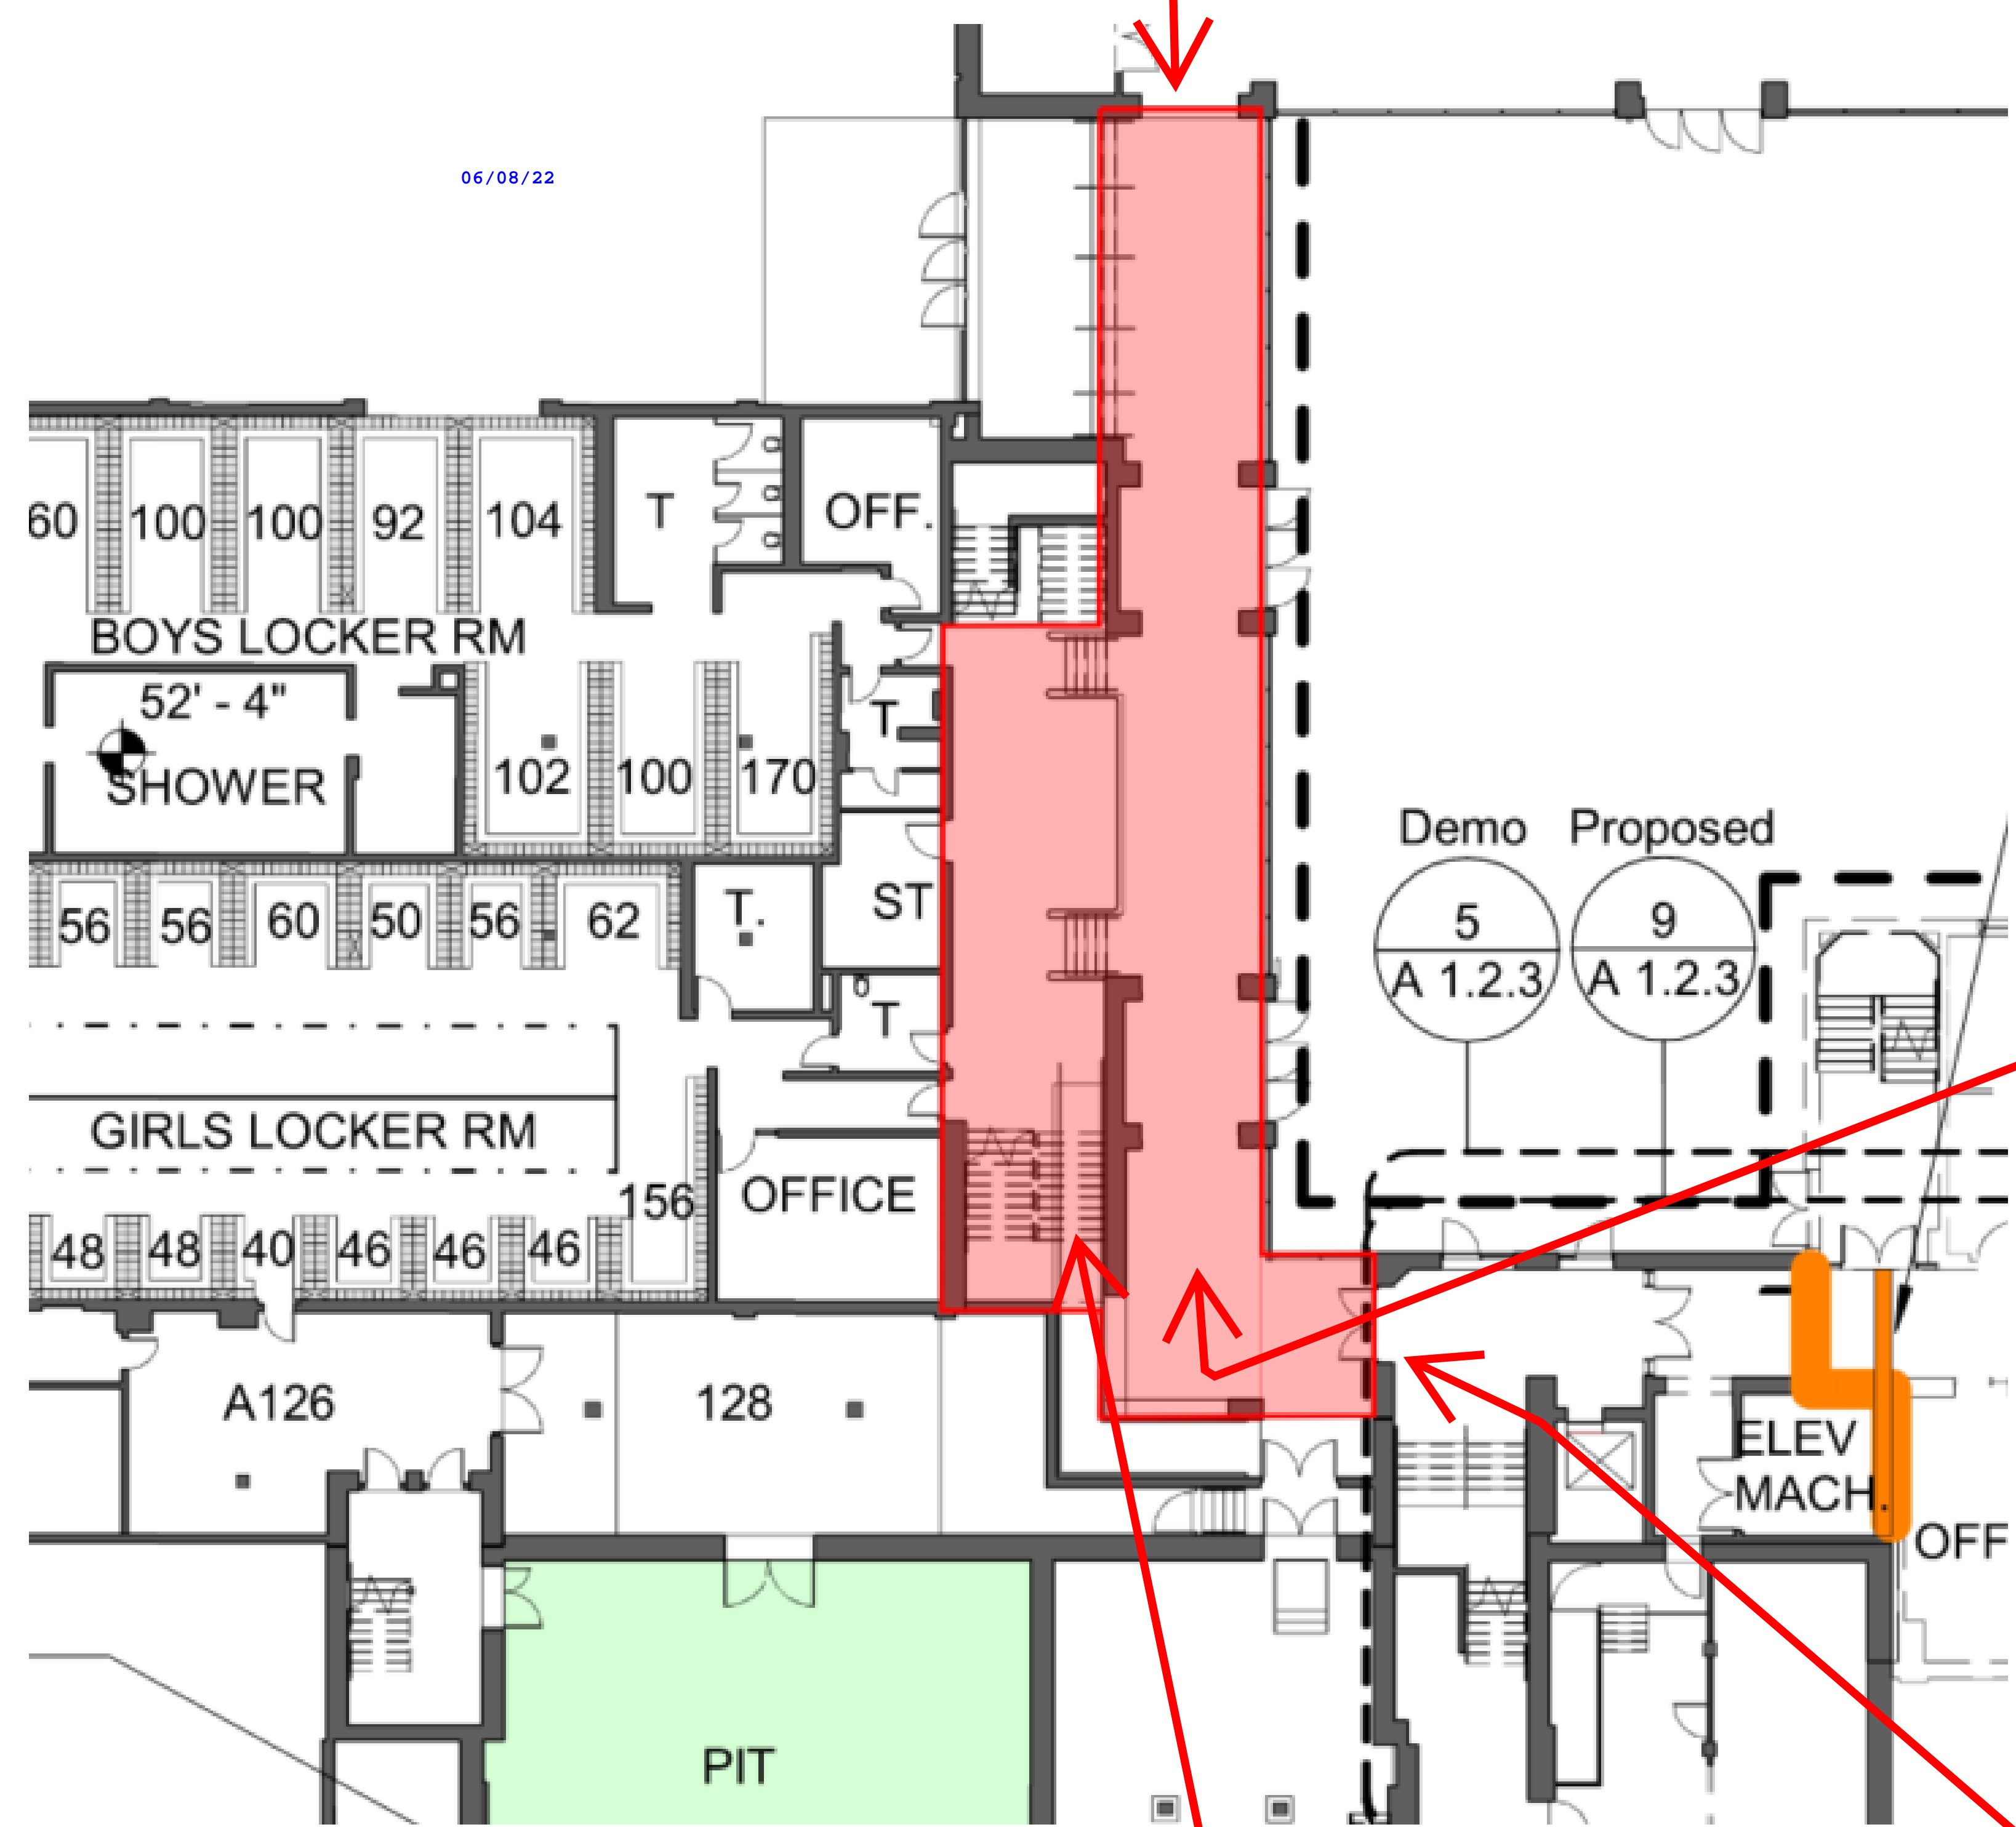 06/08/22
60
100
100
92
104
T
OFF.
BOYS LOCKER RM
52' - 4"
SHOWER
102
100
170
T
Demo
Proposed
5
A 1.2.3
9
A 1.2.3
56
56
60
50
56
62
T.
ST
T
GIRLS LOCKER RM
156
OFFICE
48
48
40
46
46
46
A126
128
ELEV
MACH.
OFF
PIT